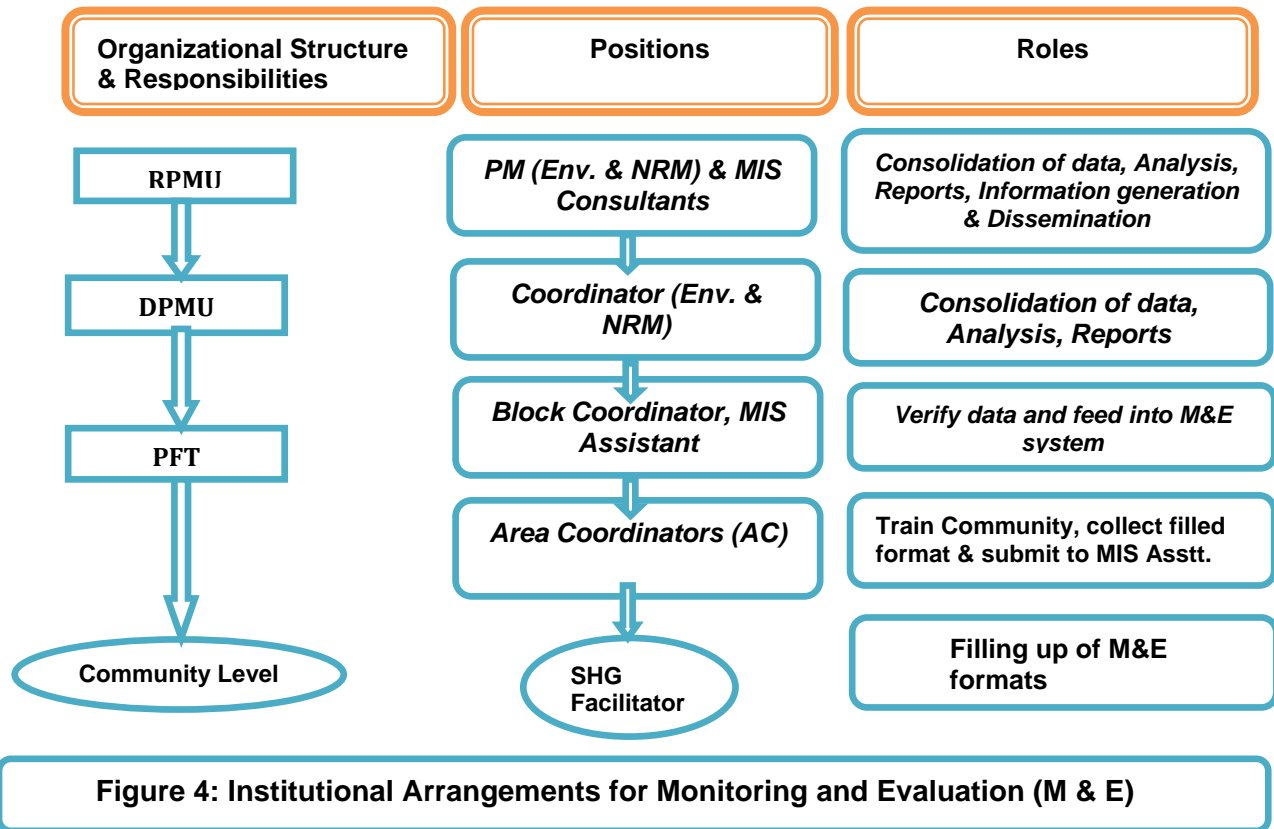 Organizational Structure
& Responsibilities
Positions
Roles
RPMU
PM (Env. & NRM) & MIS
Consultants
Consolidation of data, Analysis,
Reports, Information generation
& Dissemination
DPMU
Coordinator (Env. &
NRM)
Consolidation of data,
Analysis, Reports
PFT
Block Coordinator, MIS
Assistant
Verify data and feed into M&E
system
Area Coordinators (AC)
Train Community, collect filled
format & submit to MIS Asstt.
Community Level
SHG
Facilitator
Filling up of M&E
formats
Figure 4: Institutional Arrangements for Monitoring and Evaluation (M & E)